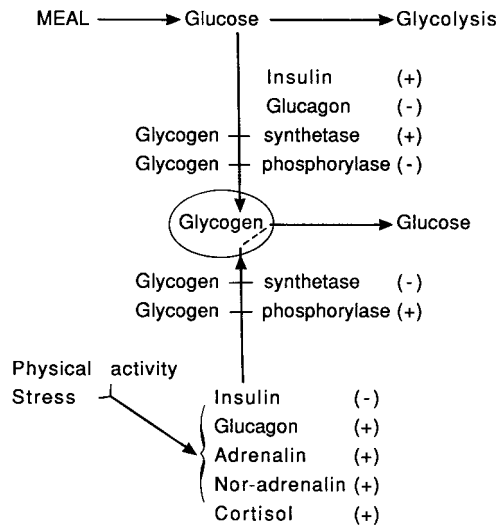 MEAL Glucose Glycolysis
Insulin (+)
Glucagon (-)
Glycogen synthetase (+)
Glycogen phosphorylase (-)
Glycogen Glucose
Glycogen synthetase (-)
Glycogen phosphorylase (+)
Physical activity
Stress
Insulin (-)
Glucagon (+)
Adrenalin (+)
Nor-adrenalin (+)
Cortisol (+)